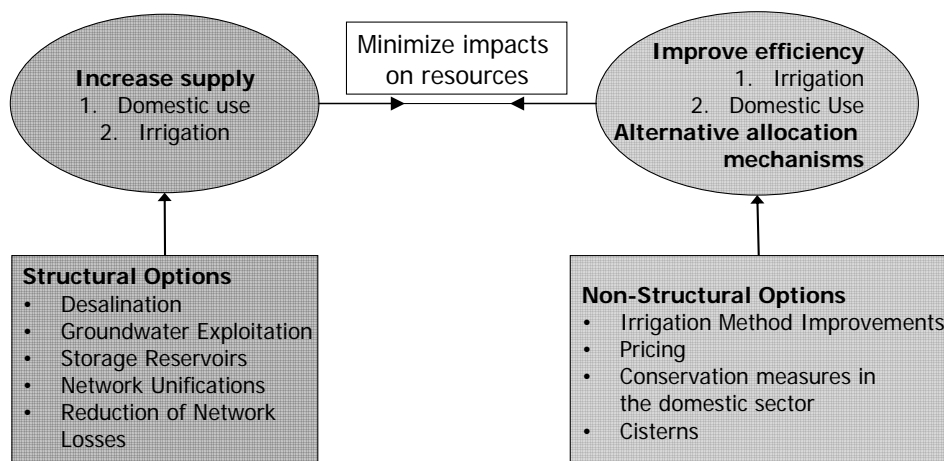 Minimize impacts
on resources
Increase supply
1. Domestic use
2. Irrigation
Improve efficiency
1. Irrigation
2. Domestic Use
Alternative allocation
mechanisms
Structural Options
• Desalination
• Groundwater Exploitation
• Storage Reservoirs
• Network Unifications
• Reduction of Network
Losses
Non-Structural Options
• Irrigation Method Improvements
• Pricing
• Conservation measures in
the domestic sector
• Cisterns